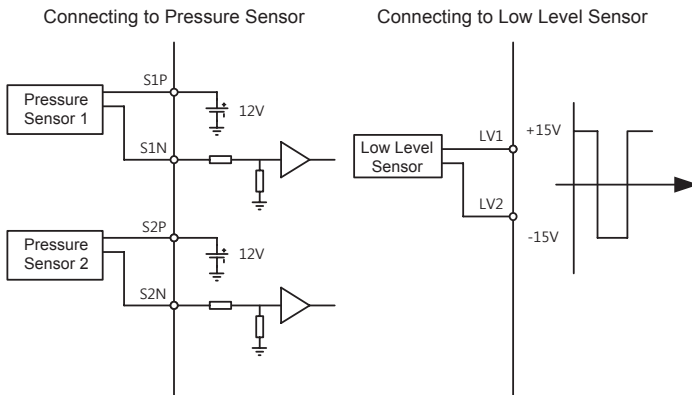 Connecting to Pressure Sensor
Connecting to Low Level Sensor
S1P
Pressure
Sensor 1
12V
S1N
S2P
Pressure
Sensor 2
12V
S2N
Low Level
Sensor
LV1
LV2
+15V
-15V